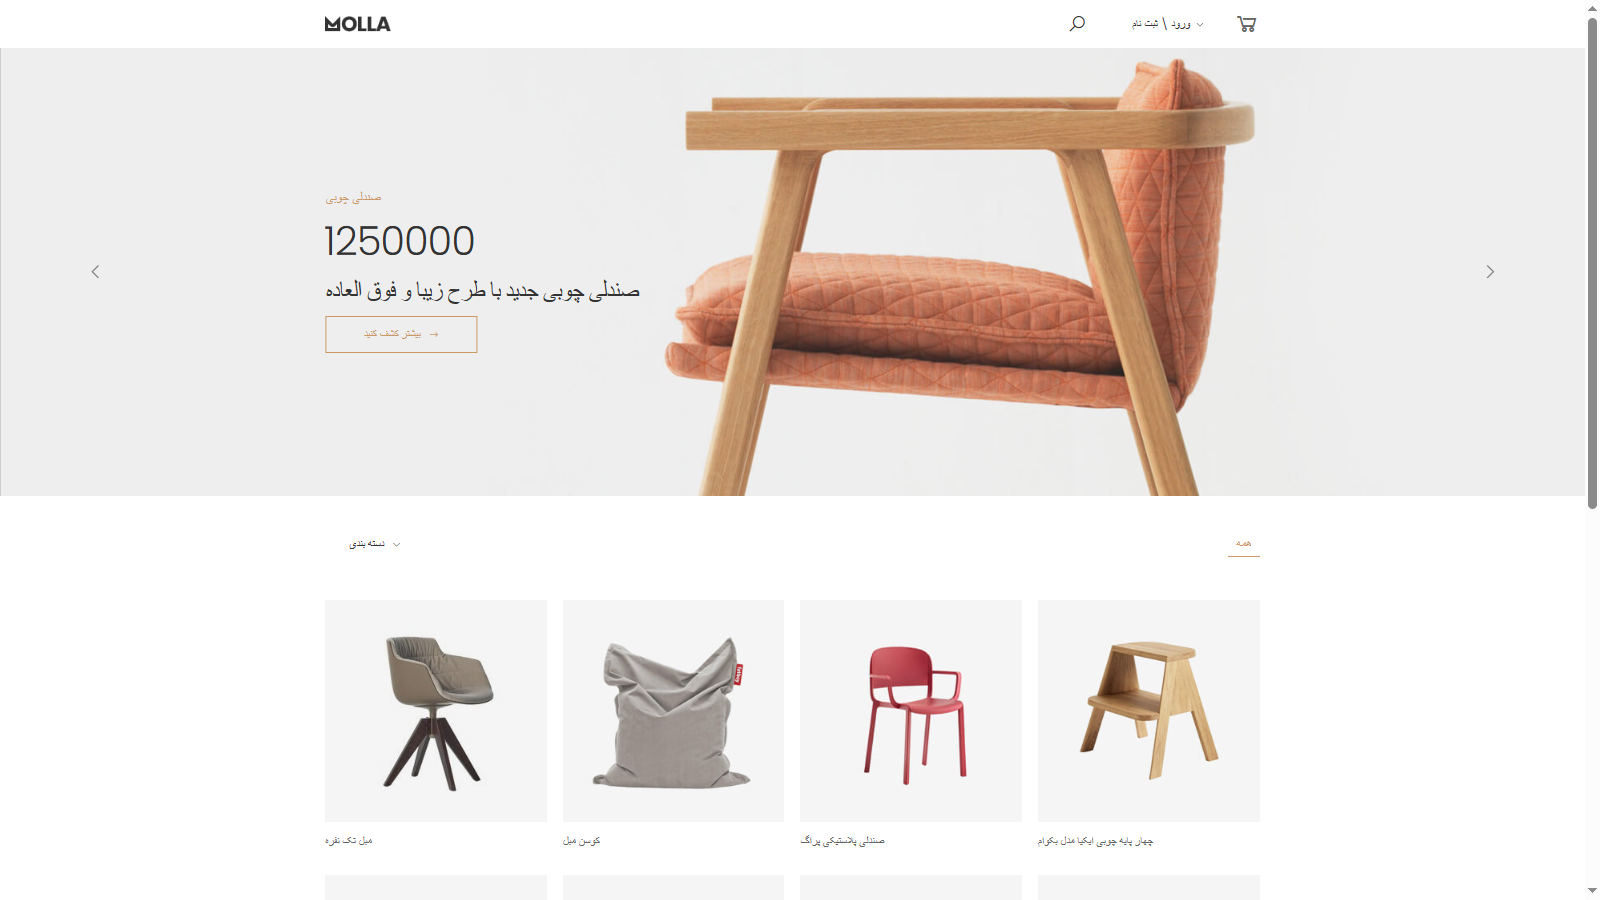 MOLLA
ورود \ ثبت نام
صندلی چوبی
1250000
صندلی چوبی جدید با طرح زیبا و فوق العاده
بیشتر کشف کنید →
همه
دسته بندی
چهار پایه چوبی ایکیا مدل بکوام
صندلی پلاستیکی پراگ
کوسن مبل
مبل تک نفره